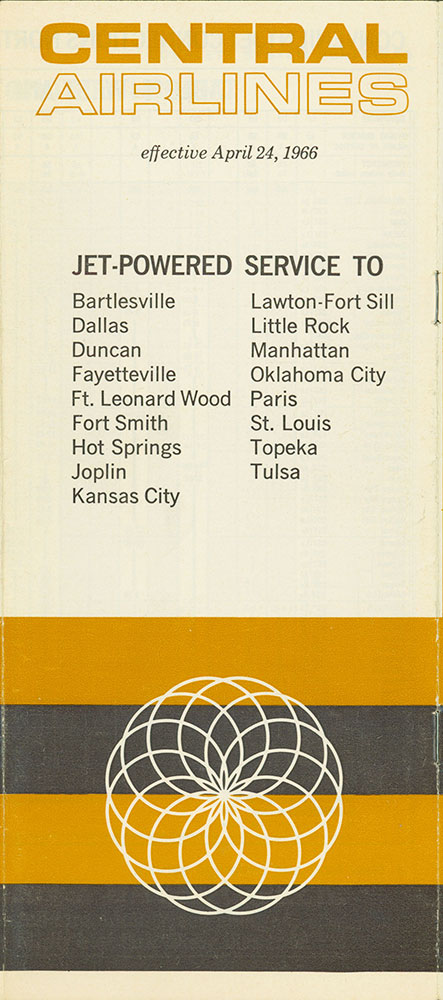 CENTRAL
AIRLINES
effective April 24, 1966
JET-POWERED SERVICE TO
Bartlesville
Dallas
Duncan
Fayetteville
Ft. Leonard Wood
Fort Smith
Hot Springs
Joplin
Kansas City
Lawton-Fort Sill
Little Rock
Manhattan
Oklahoma City
Paris
St. Louis
Topeka
Tulsa